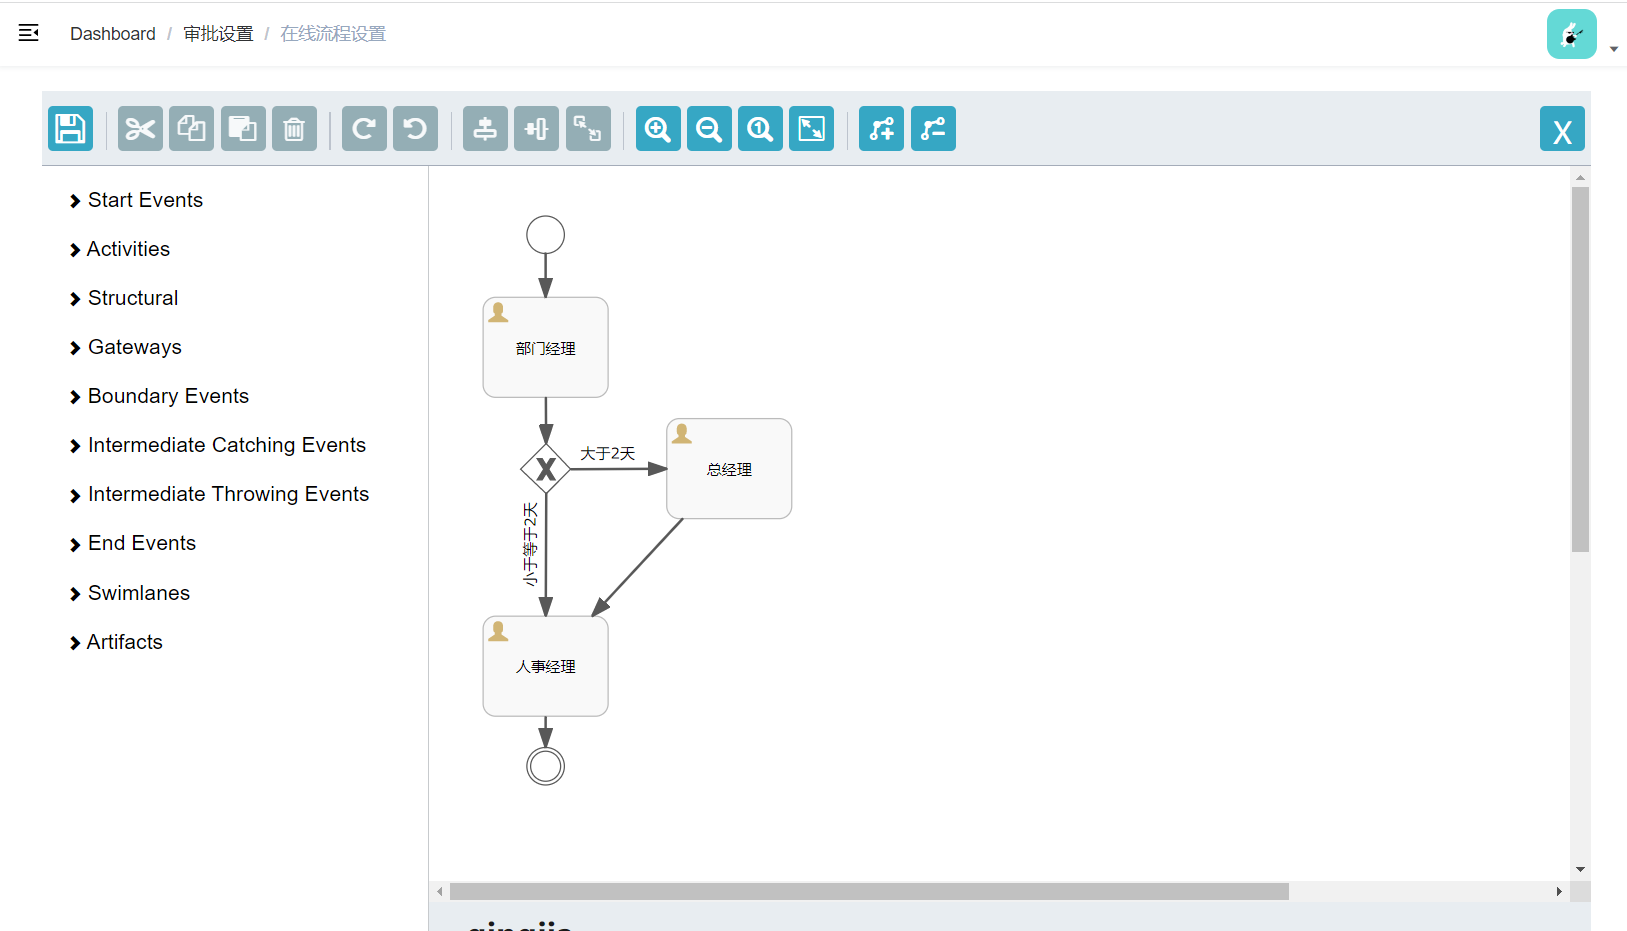 Dashboard / 审批设置 / 在线流程设置
X
Start Events
Activities
Structural
Gateways
Boundary Events
Intermediate Catching Events
Intermediate Throwing Events
End Events
Swimlanes
Artifacts
部门经理
大于2天
总经理
小于等于2天
人事经理